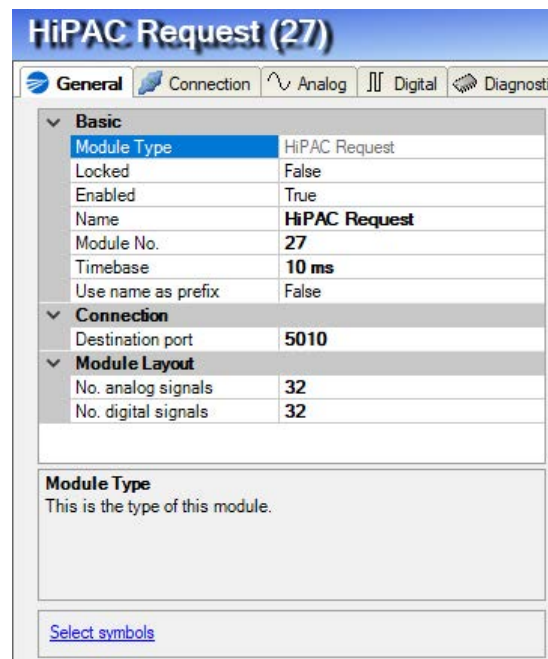 HiPAC Request (27)
General Connection Analog Digital Diagnosti
Basic
Module Type HiPAC Request
Locked False
Enabled True
Name HiPAC Request
Module No. 27
Timebase 10 ms
Use name as prefix False
Connection
Destination port 5010
Module Layout
No. analog signals 32
No. digital signals 32
Module Type
This is the type of this module.
Select symbols